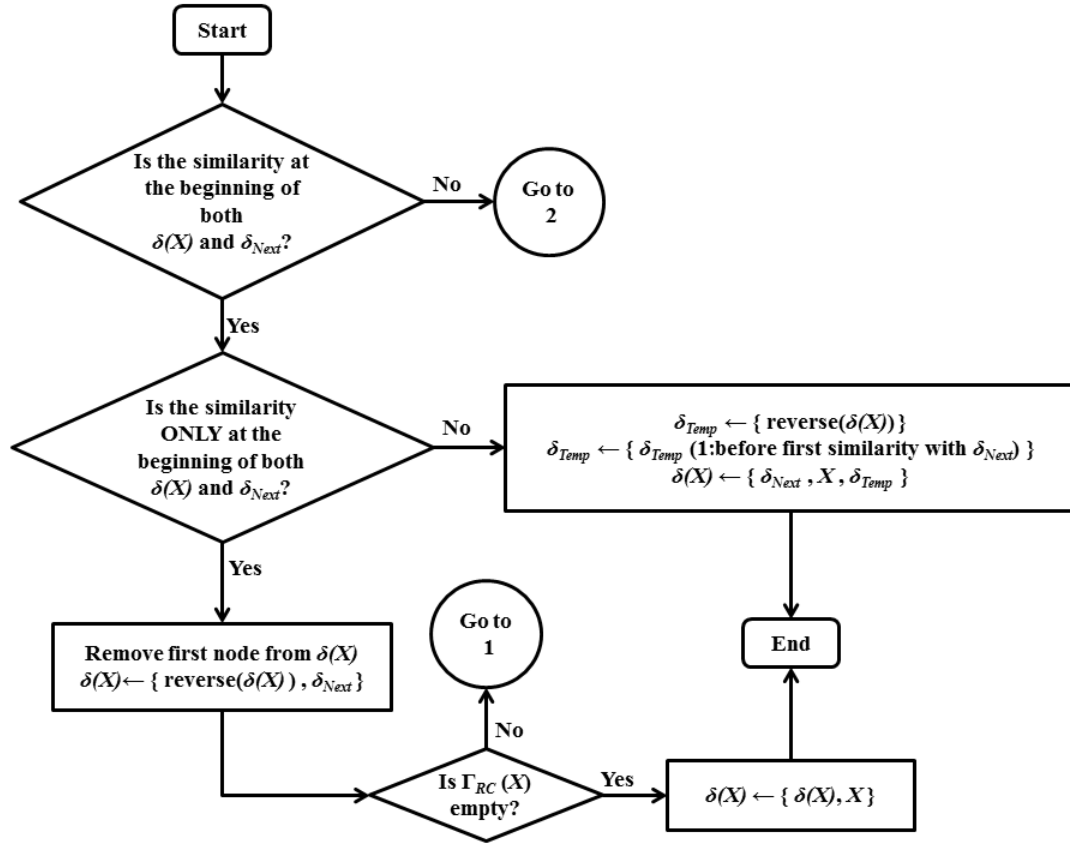 Start
Is the similarity at
the beginning of
both
δ(X) and δNext?
No
Go to
2
Yes
Is the similarity
ONLY at the
beginning of both
δ(X) and δNext?
No
δTemp ← { reverse(δ(X)) }
δTemp ← { δTemp (1:before first similarity with δNext) }
δ(X) ← { δNext , X , δTemp }
Yes
Remove first node from δ(X)
δ(X)← { reverse(δ(X) ) , δNext }
Go to
1
End
No
Is ΓRC (X)
empty?
Yes
δ(X) ← { δ(X), X }